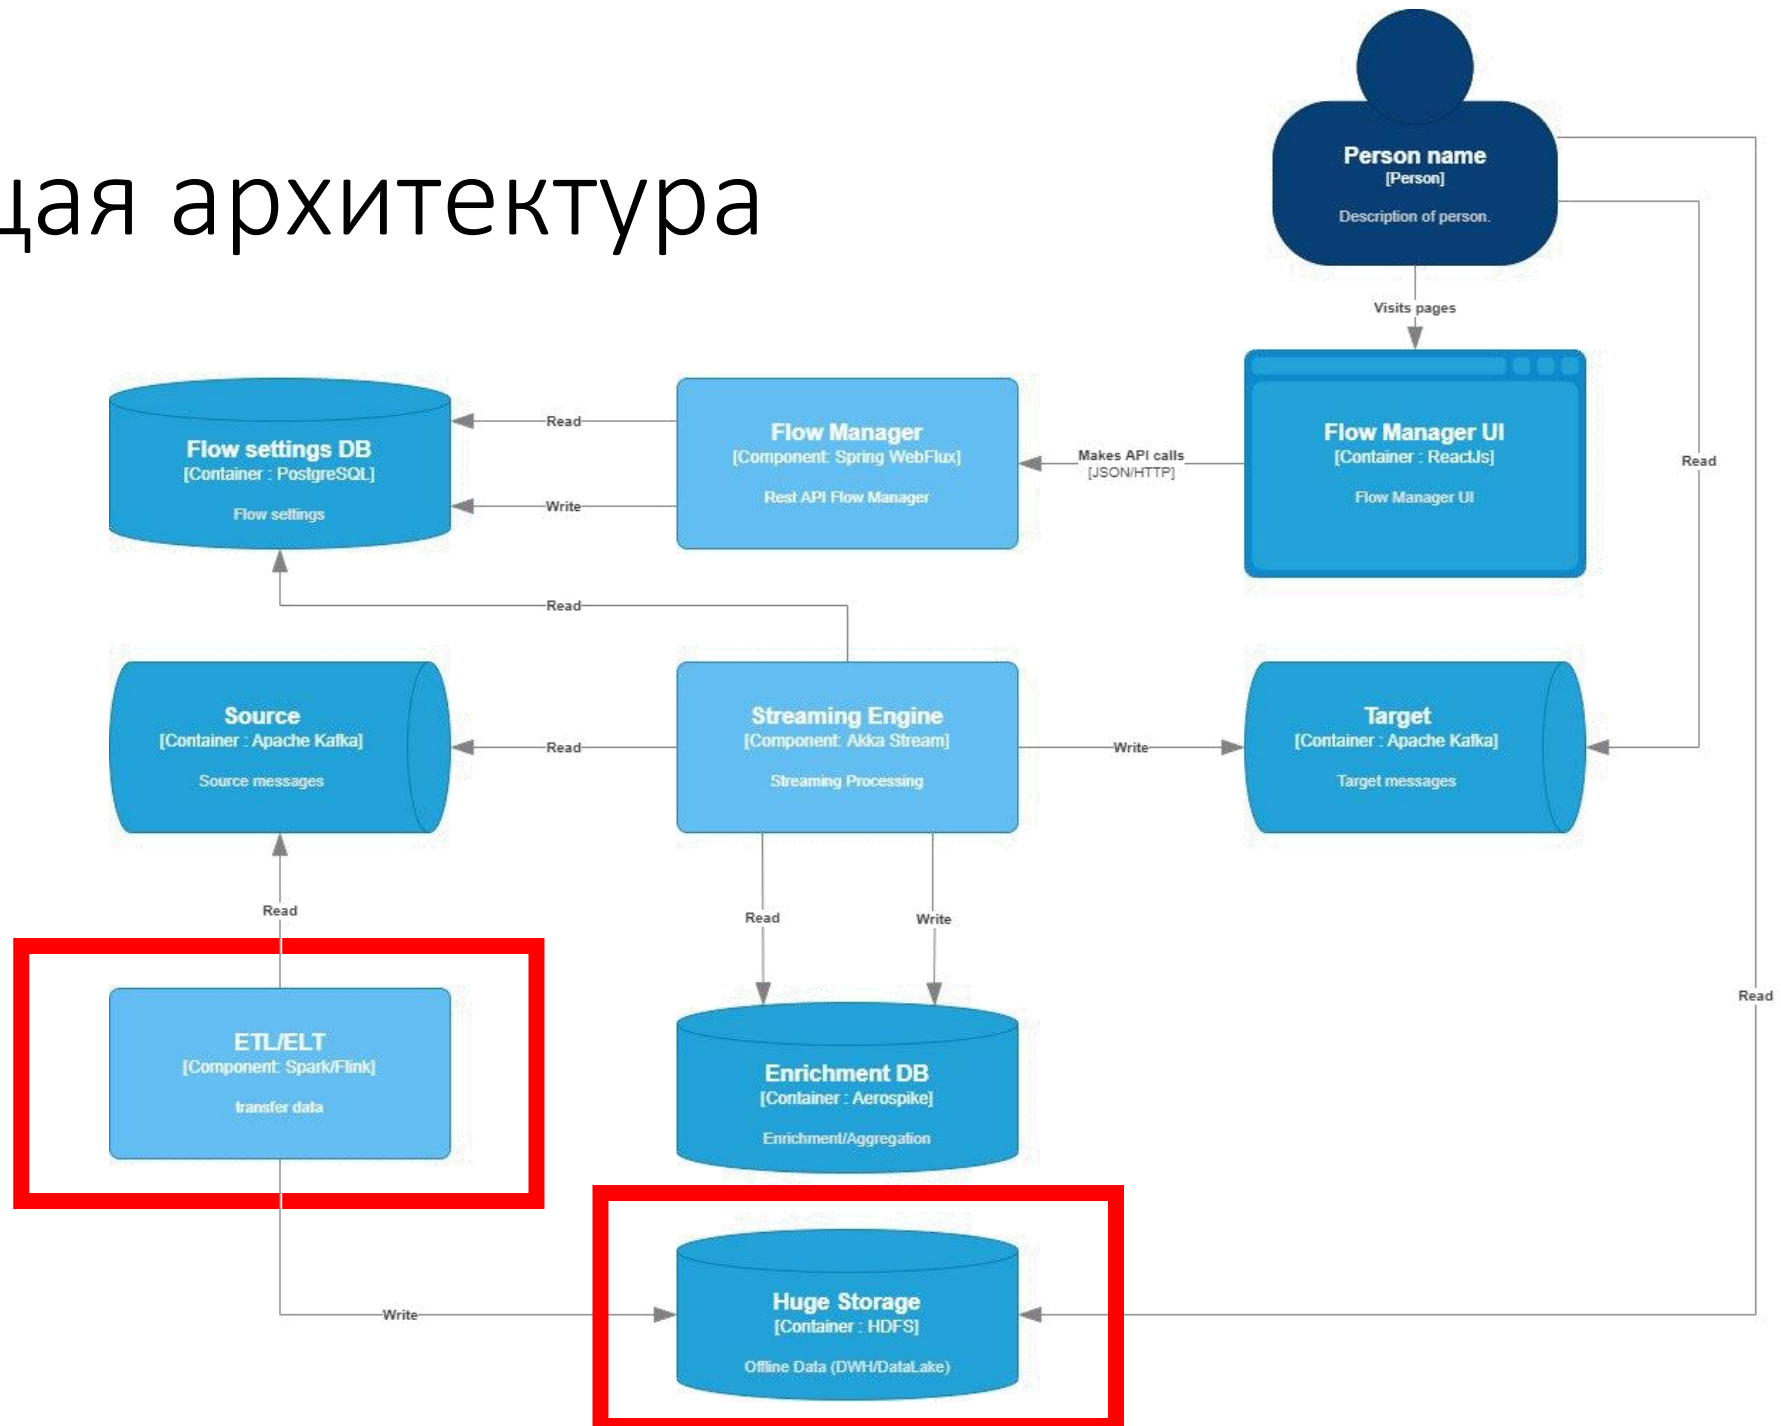 архитектура
Person name
[Person]
Description of person.
Visits pages
Flow settings DB
[Container : PostgreSQL]
Flow settings
Read
Write
Flow Manager
[Component: Spring WebFlux]
Rest API Flow Manager
Makes API calls
[JSON/HTTP]
Flow Manager UI
[Container : ReactJs]
Flow Manager UI
Read
Read
Source
[Container : Apache Kafka]
Source messages
Read
Streaming Engine
[Component: Akka Stream]
Streaming Processing
Write
Target
[Container : Apache Kafka]
Target messages
Read
Read
Write
Read
ETL/ELT
[Component: Spark/Flink]
transfer data
Enrichment DB
[Container : Aerospike]
Enrichment/Aggregation
Write
Huge Storage
[Container : HDFS]
Offline Data (DWH/DataLake)